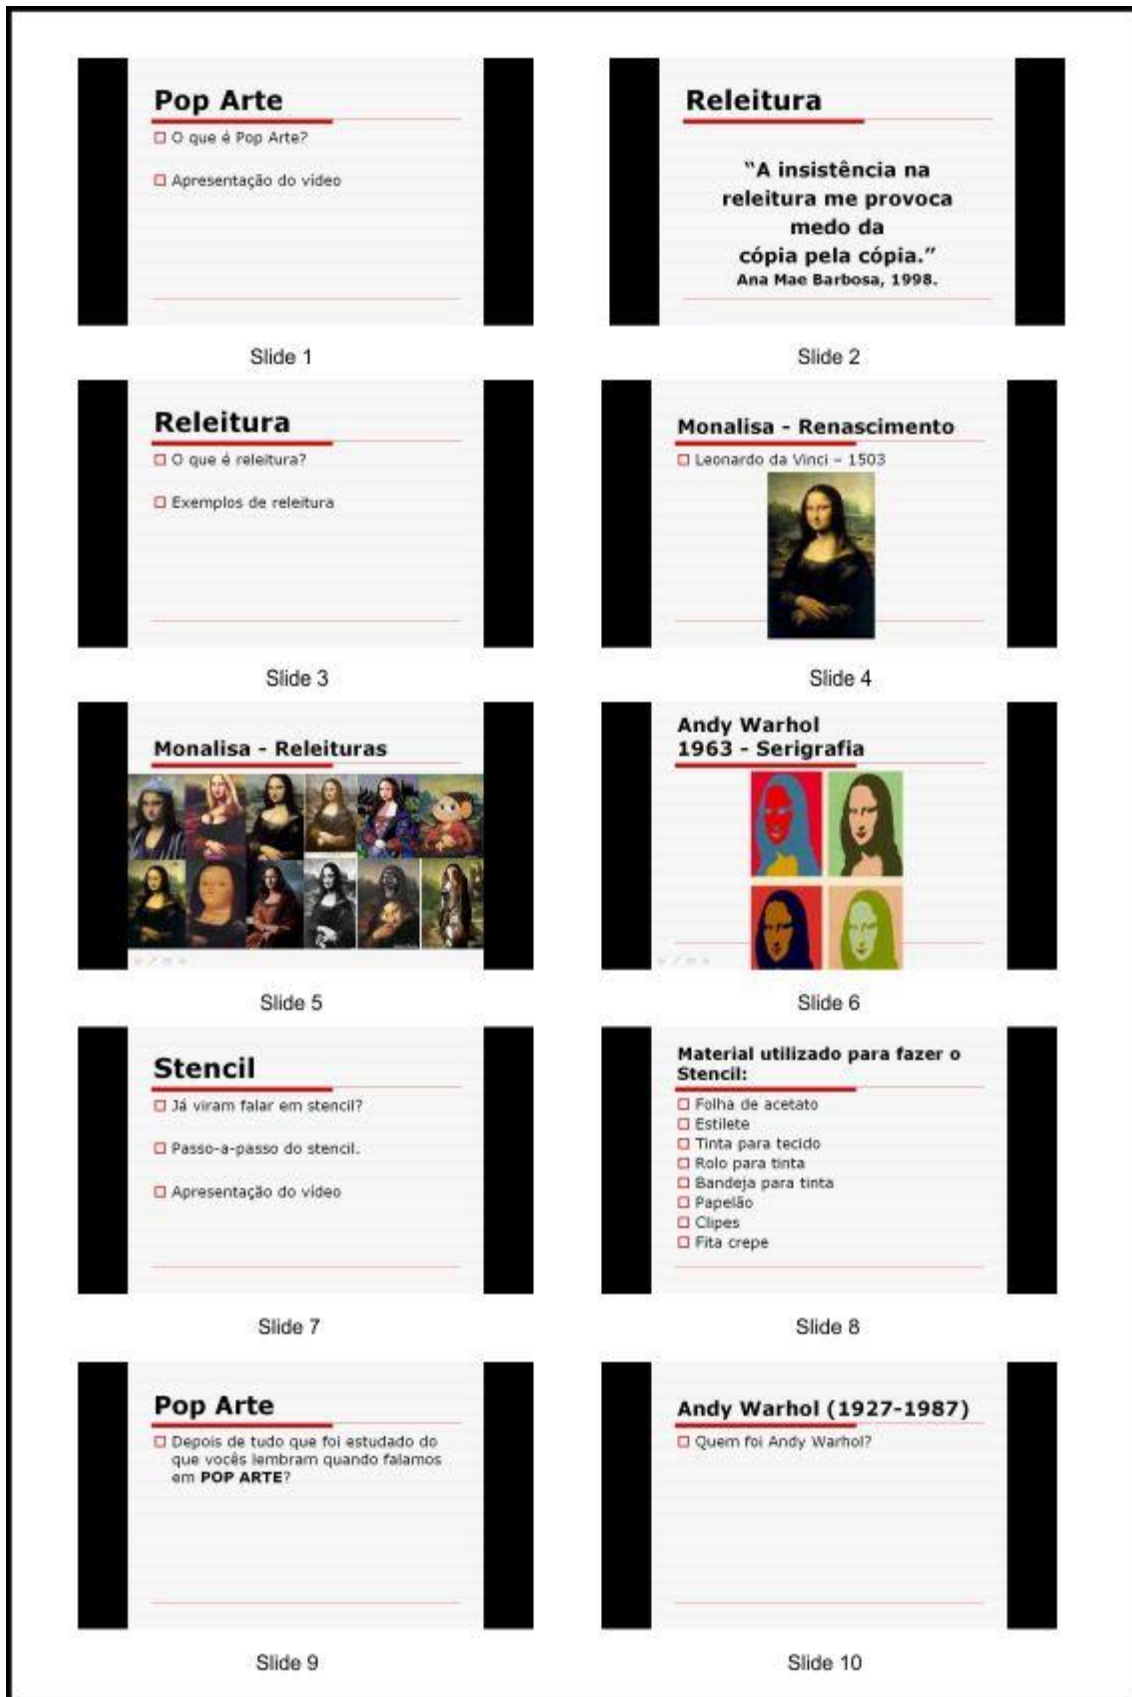 Pop Arte
O que é Pop Arte?
Apresentação do vídeo
Slide 1
Releitura
“A insistência na
releitura me provoca
medo da
cópia pela cópia.”
Ana Mae Barbosa, 1998.
Slide 2
Releitura
O que é releitura?
Exemplos de releitura
Slide 3
Monalisa - Renascimento
Leonardo da Vinci – 1503
Slide 4
Monalisa - Releituras
Slide 5
Andy Warhol
1963 - Serigrafia
Slide 6
Stencil
Já viram falar em stencil?
Passo-a-passo do stencil.
Apresentação do vídeo
Slide 7
Material utilizado para fazer o
Stencil:
Folha de acetato
Estilete
Tinta para tecido
Rolo para tinta
Bandeja para tinta
Papelão
Clipes
Fita crepe
Slide 8
Pop Arte
Depois de tudo que foi estudado do
que vocês lembram quando falamos
em POP ARTE?
Slide 9
Andy Warhol (1927-1987)
Quem foi Andy Warhol?
Slide 10